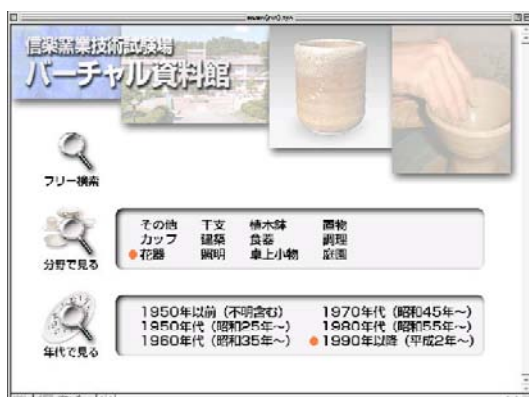 信楽窯業技術試験場
バーチャル資料館
フリー検索
分野で見る
その他 干支 植木鉢 置物
カップ 建築 食器 調理
花器 照明 卓上小物 庭園
年代で見る
1950年以前（不明含む） 1970年代（昭和45年～）
1950年代（昭和25年～） 1980年代（昭和55年～）
1960年代（昭和35年～） 1990年以降（平成2年～）